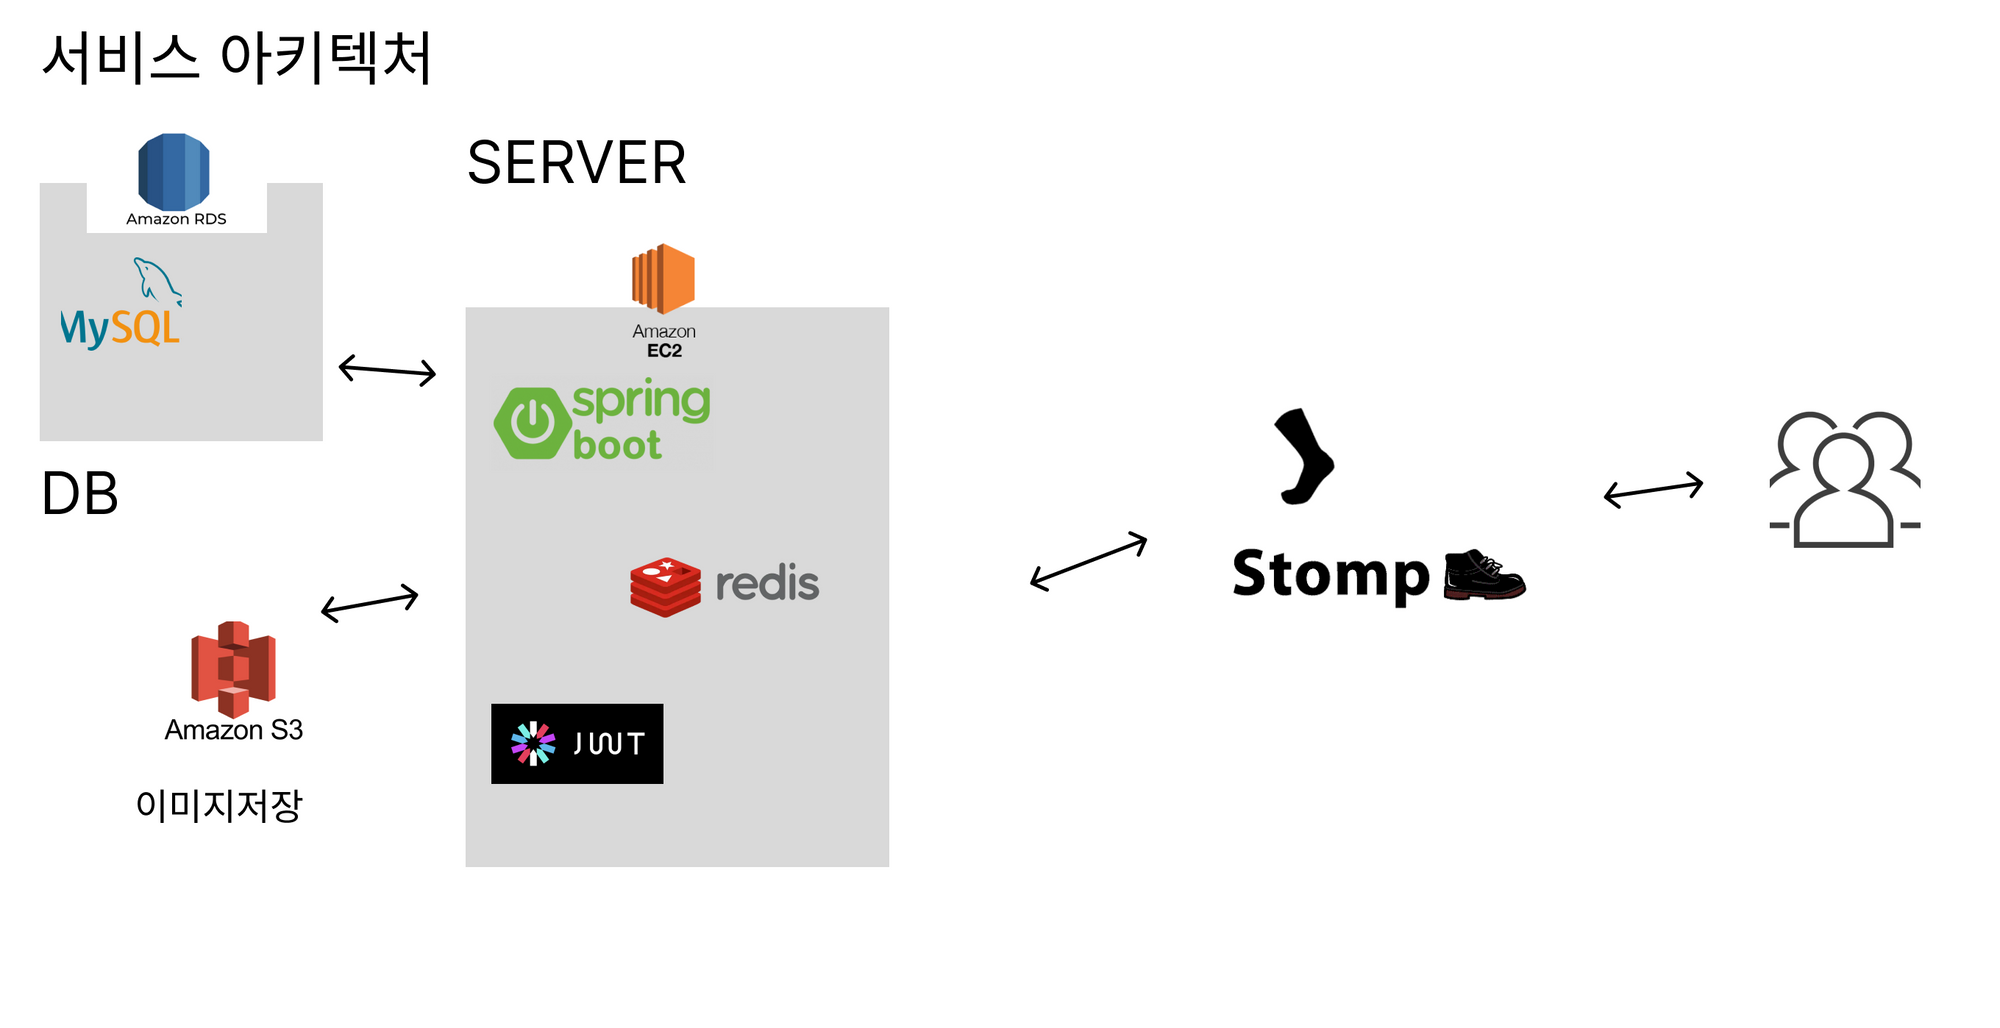 서비스 아키텍처
Amazon RDS
MySQL
DB
Amazon S3
이미지저장
SERVER
Amazon
EC2
spring
boot
redis
JWT
Stomp